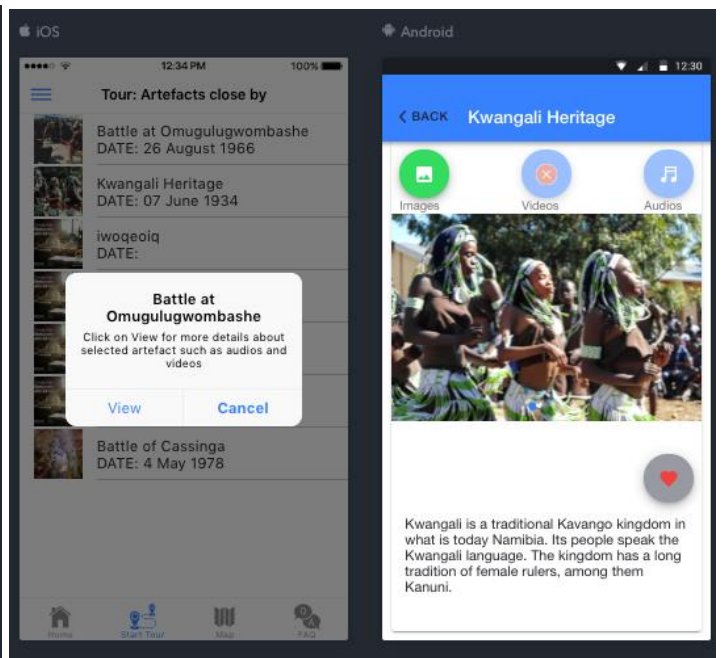 iOS
12:34 PM 100%
Tour: Artefacts close by
Battle at Omugulugwombashe
DATE: 26 August 1966
Kwangali Heritage
DATE: 07 June 1934
iwoqeoiq
DATE:
Battle at
Omugulugwombashe
Click on View for more details about
selected artefact such as audios and
videos
View Cancel
Battle of Cassinga
DATE: 4 May 1978
Home Start Tour Map FAQ
Android
12:30
BACK Kwangali Heritage
Images Videos Audios
Kwangali is a traditional Kavango kingdom in
what is today Namibia. Its people speak the
Kwangali language. The kingdom has a long
tradition of female rulers, among them
Kanuni.